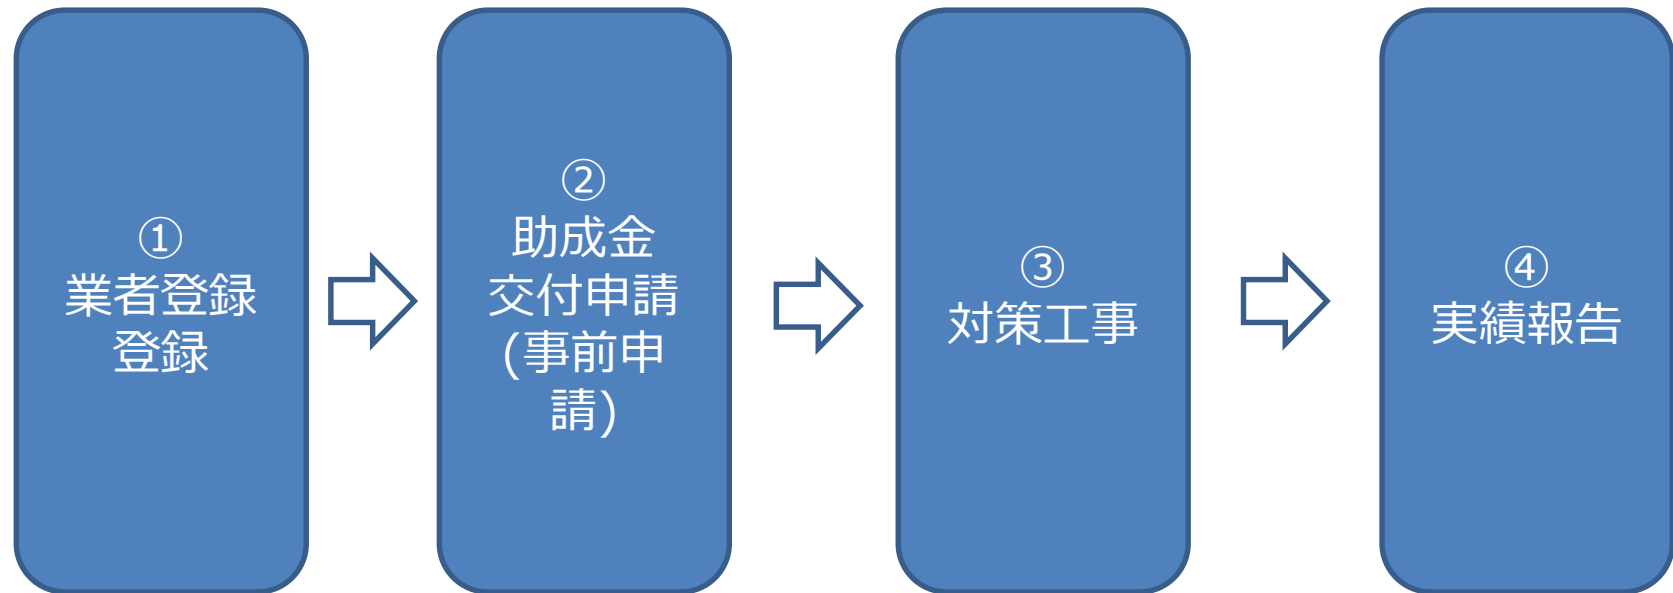 ①
業者登録
登録
②
助成金
交付申請
(事前申
請)
③
対策工事
④
実績報告